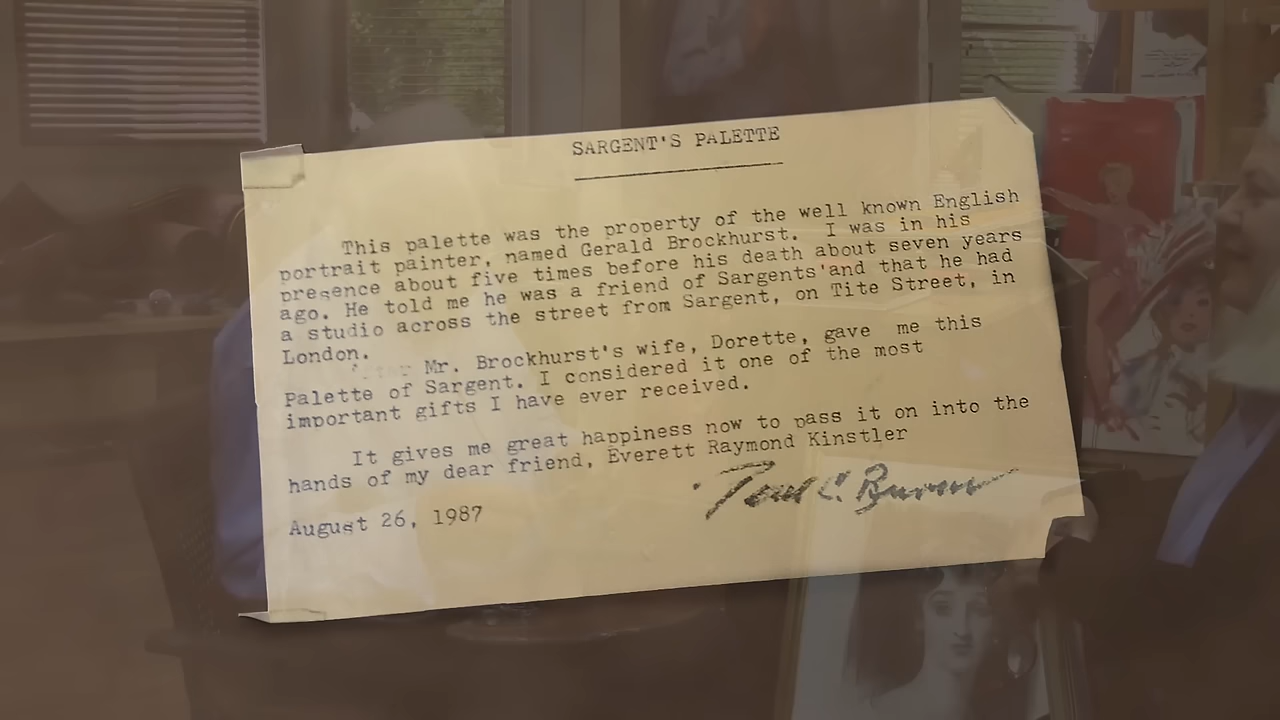 SARGENT'S PALETTE
This palette was the property of the well known English
portrait painter, named Gerald Brockhurst. I was in his
presence about five times before his death about seven years
ago. He told me he was a friend of Sargents'and that he had
a studio across the street from Sargent, on Tite Street, in
London.
Mr. Brockhurst's wife, Dorette, gave me this
Palette of Sargent. I considered it one of the most
important gifts I have ever received.
It gives me great happiness now to pass it on into the
hands of my dear friend, Everett Raymond Kinstler
Paul C. Burns
August 26, 1987